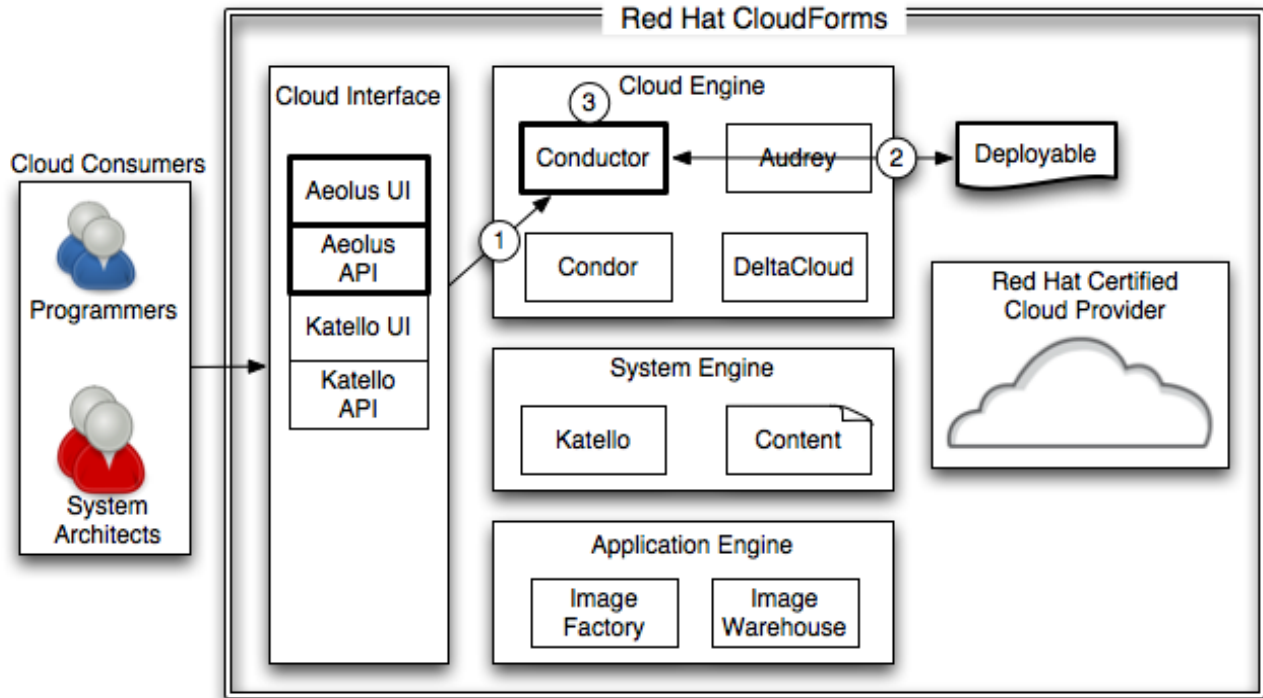 Red Hat CloudForms
Cloud Consumers
Programmers
System
Architects
Cloud Interface
Aeolus UI
Aeolus
API
Katello UI
Katello
API
Cloud Engine
3
Conductor
Audrey
2
Deployable
1
Condor
DeltaCloud
Red Hat Certified
Cloud Provider
System Engine
Katello
Content
Application Engine
Image
Factory
Image
Warehouse